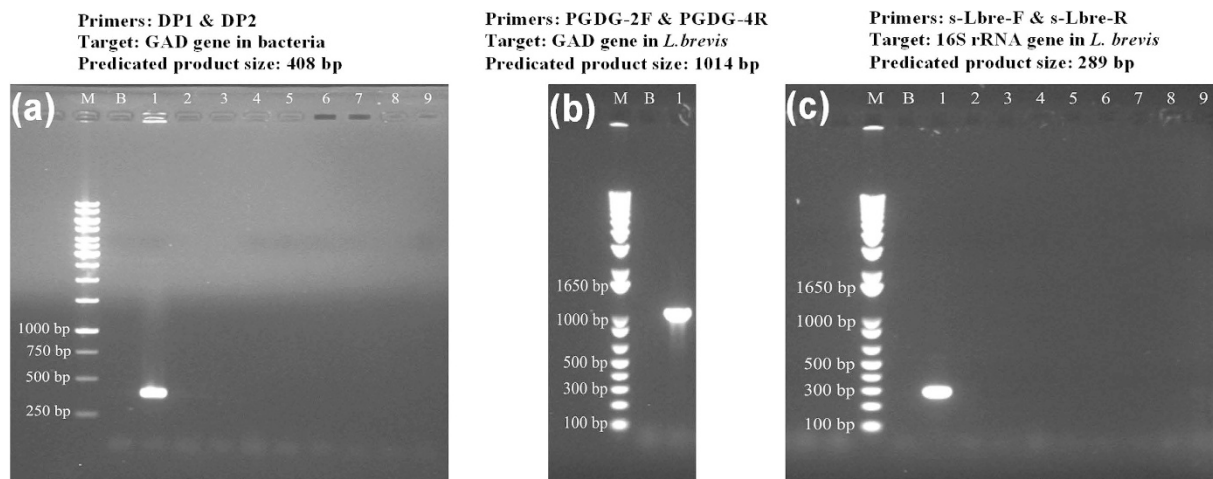 Primers: DP1 & DP2
Target: GAD gene in bacteria
Predicated product size: 408 bp
Primers: PGDG-2F & PGDG-4R
Target: GAD gene in L.brevis
Predicated product size: 1014 bp
Primers: s-Lbre-F & s-Lbre-R
Target: 16S rRNA gene in L. brevis
Predicated product size: 289 bp
(a)
M B 1 2 3 4 5 6 7 8 9
1000 bp
750 bp
500 bp
250 bp
(b)
M B 1
1650 bp
1000 bp
500 bp
300 bp
100 bp
(c)
M B 1 2 3 4 5 6 7 8 9
1650 bp
1000 bp
500 bp
300 bp
100 bp